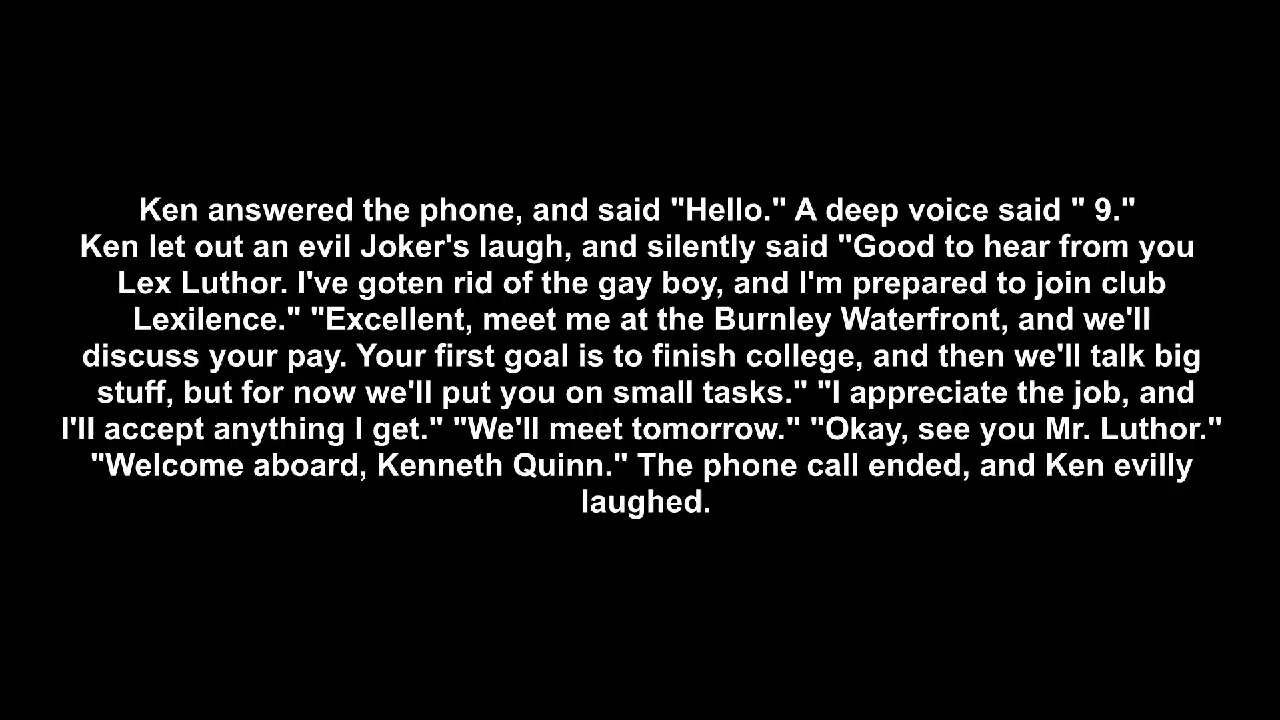 Ken answered the phone, and said "Hello." A deep voice said " 9."
Ken let out an evil Joker's laugh, and silently said "Good to hear from you
Lex Luthor. I've goten rid of the gay boy, and I'm prepared to join club
Lexilence." "Excellent, meet me at the Burnley Waterfront, and we'll
discuss your pay. Your first goal is to finish college, and then we'll talk big
stuff, but for now we'll put you on small tasks." "I appreciate the job, and
I'll accept anything I get." "We'll meet tomorrow." "Okay, see you Mr. Luthor."
"Welcome aboard, Kenneth Quinn." The phone call ended, and Ken evilly
laughed.